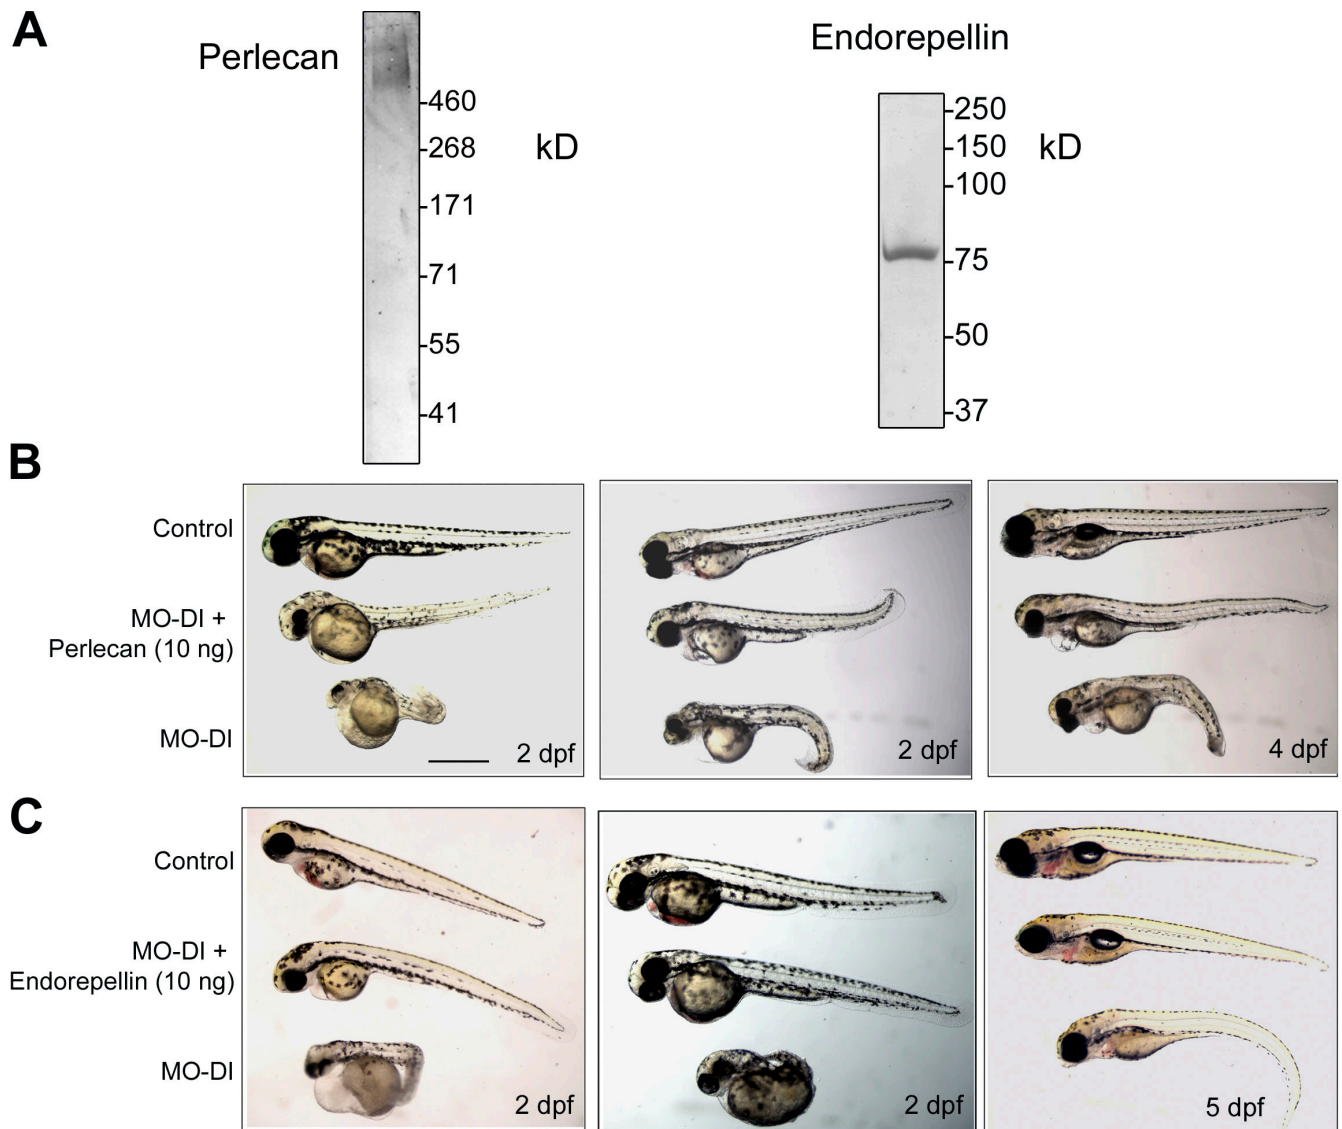 A
Perlecan
-460
-268
-171
-71
-55
-41
kD
Endorepellin
-250
-150
-100
-75
-50
-37
kD
B
Control
MO-DI +
Perlecan (10 ng)
MO-DI
2 dpf
2 dpf
4 dpf
C
Control
MO-DI +
Endorepellin (10 ng)
MO-DI
2 dpf
2 dpf
5 dpf